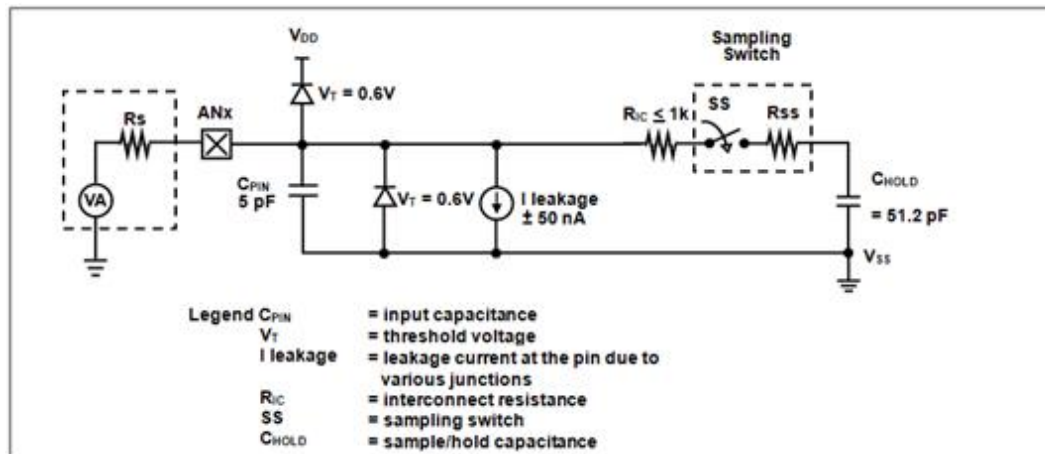 Sampling
Switch
VDD
VT = 0.6V
Rs
ANx
RIC ≤ 1k
SS
Rss
VA
CPIN
5 pF
VT = 0.6V
I leakage
± 50 nA
CHOLD
= 51.2 pF
VSS
Legend CPIN = input capacitance
VT = threshold voltage
I leakage = leakage current at the pin due to
various junctions
RIC = interconnect resistance
SS = sampling switch
CHOLD = sample/hold capacitance